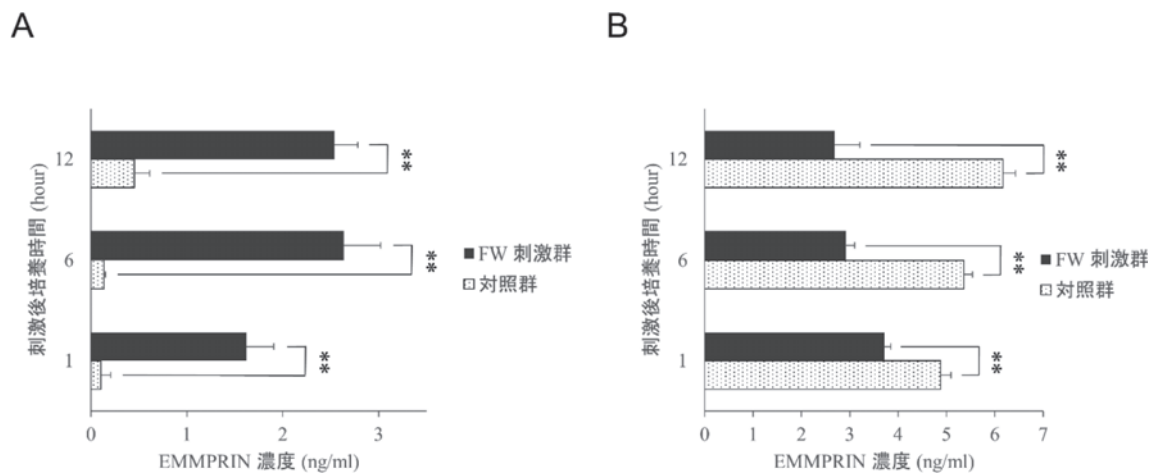 A
刺激後培養時間 (hour)
12
6
1
**
**
**
FW 刺激群
対照群
0 1 2 3
EMMPRIN 濃度 (ng/ml)
B
刺激後培養時間 (hour)
12
6
1
**
**
**
FW 刺激群
対照群
0 1 2 3 4 5 6 7
EMMPRIN 濃度 (ng/ml)